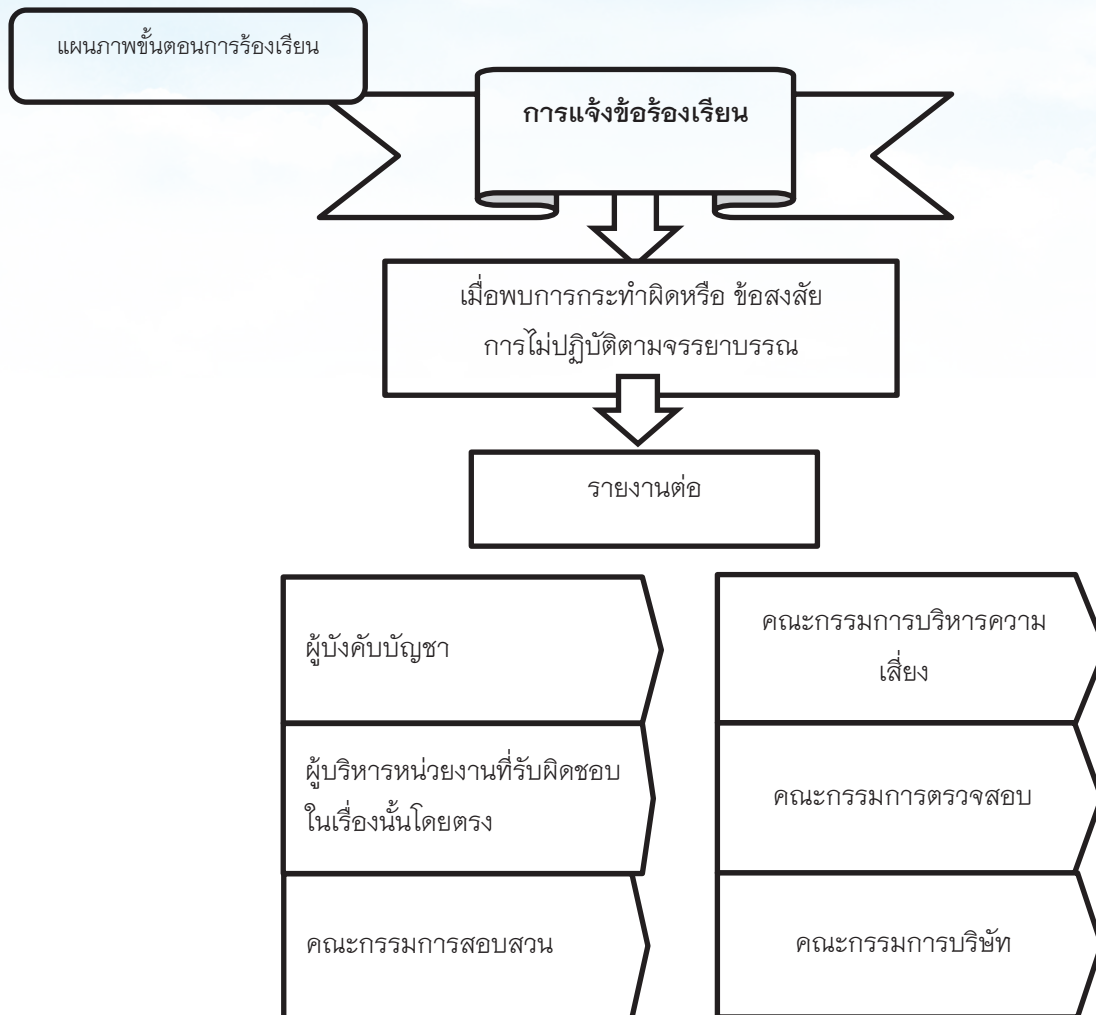 แผนภาพขั้นตอนการร้องเรียน
การแจ้งข้อร้องเรียน
เมื่อพบการกระทำผิดหรือ ข้อสงสัย
การไม่ปฏิบัติตามจรรยาบรรณ
รายงานต่อ
ผู้บังคับบัญชา
ผู้บริหารหน่วยงานที่รับผิดชอบ
ในเรื่องนั้นโดยตรง
คณะกรรมการสอบสวน
คณะกรรมการบริหารความ
เสี่ยง
คณะกรรมการตรวจสอบ
คณะกรรมการบริษัท